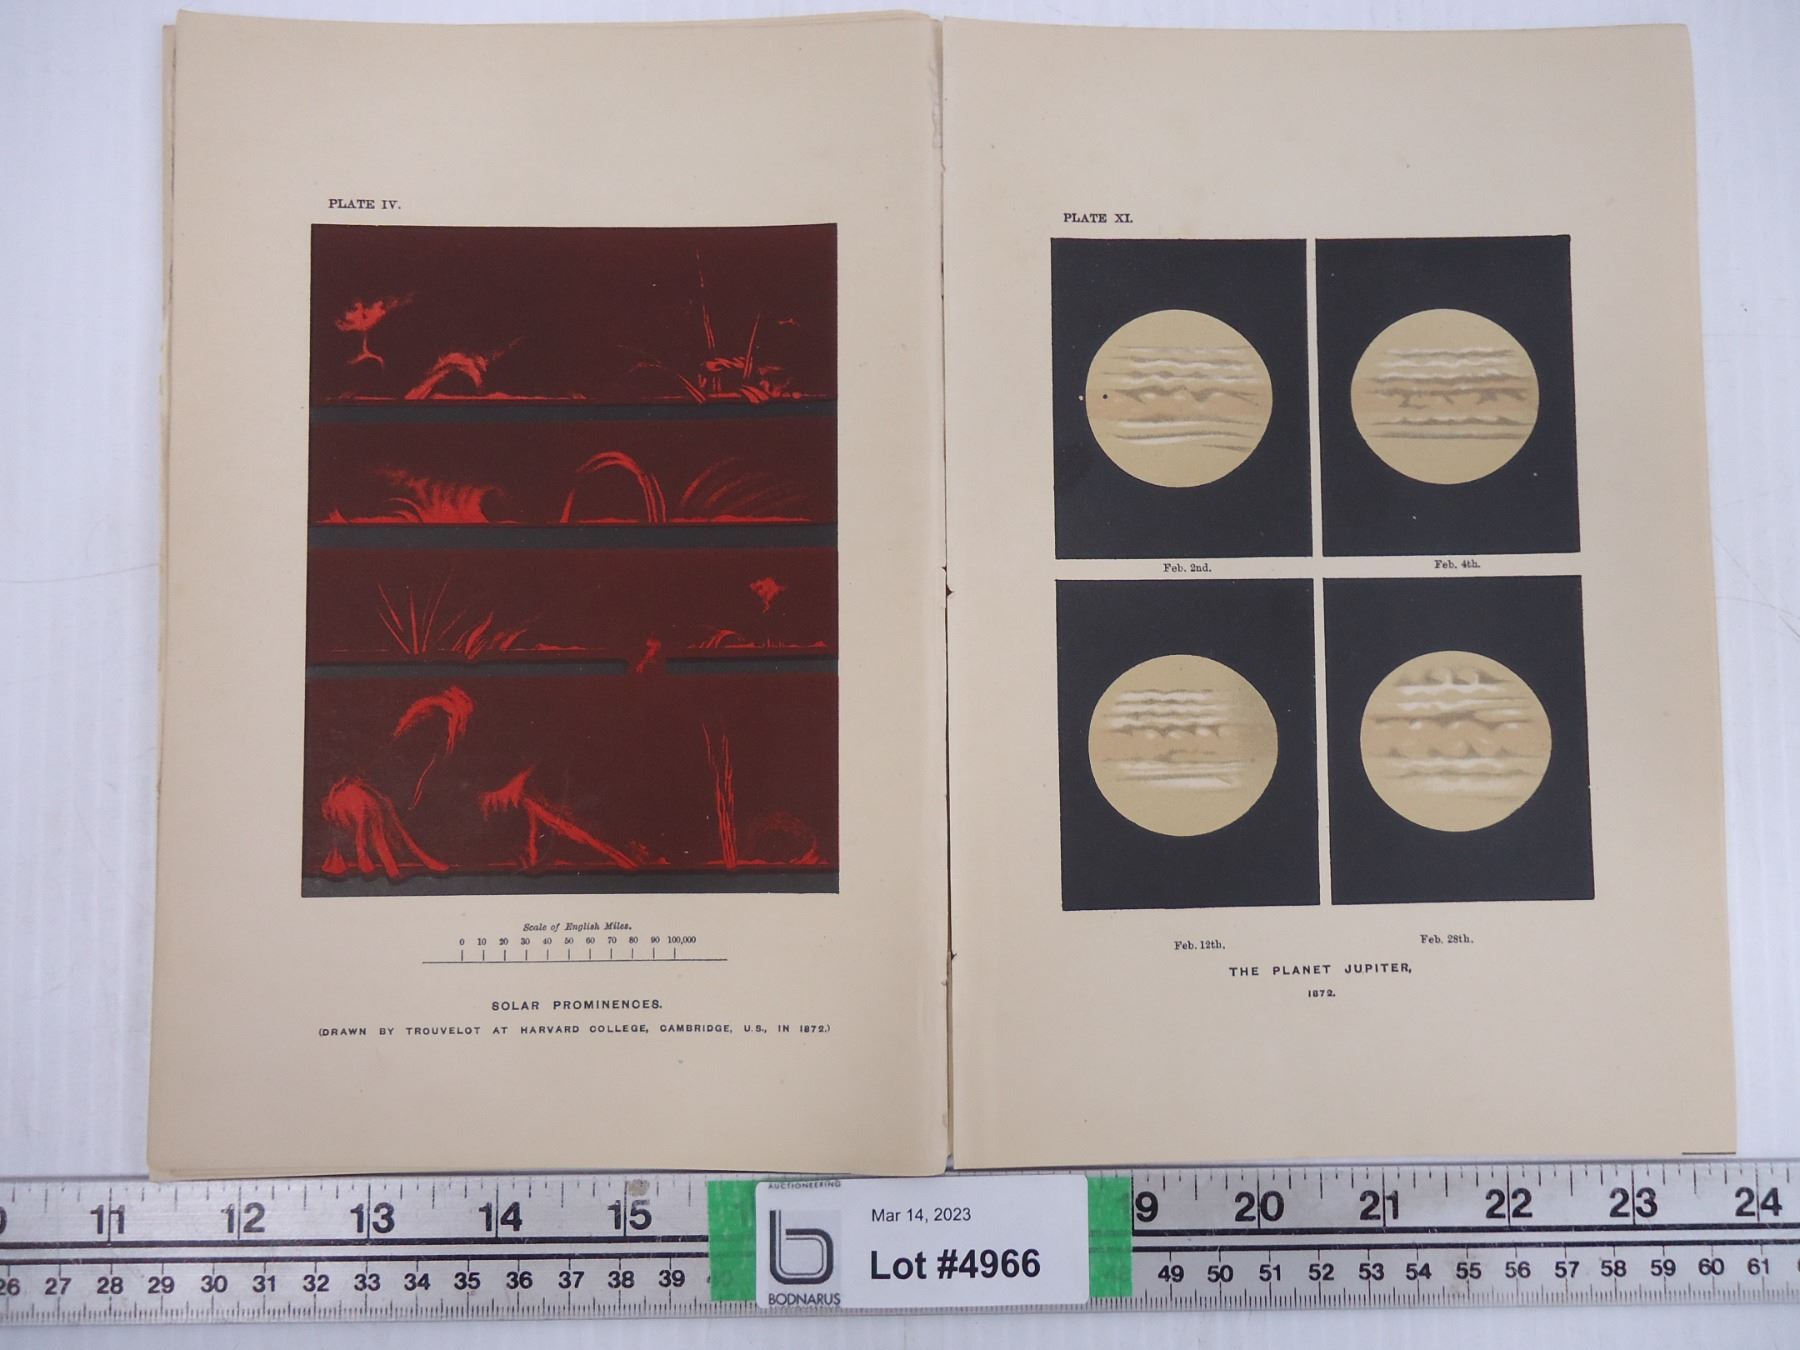 PLATE IV.
Scale of English Miles.
0 10 20 30 40 50 60 70 80 90 100,000
SOLAR PROMINENCES.
(DRAWN BY TROUVELOT AT HARVARD COLLEGE, CAMBRIDGE, U.S., IN 1872.)
PLATE XI.
Feb. 2nd.
Feb. 4th.
Feb. 12th.
Feb. 28th.
THE PLANET JUPITER,
1872.
11 12 13 14 15 9 20 21 22 23 24
26 27 28 29 30 31 32 33 34 35 36 37 38 39 49 50 51 52 53 54 55 56 57 58 59 60 61
AUCTIONEERING
b
BODNARUS
Mar 14, 2023
Lot #4966